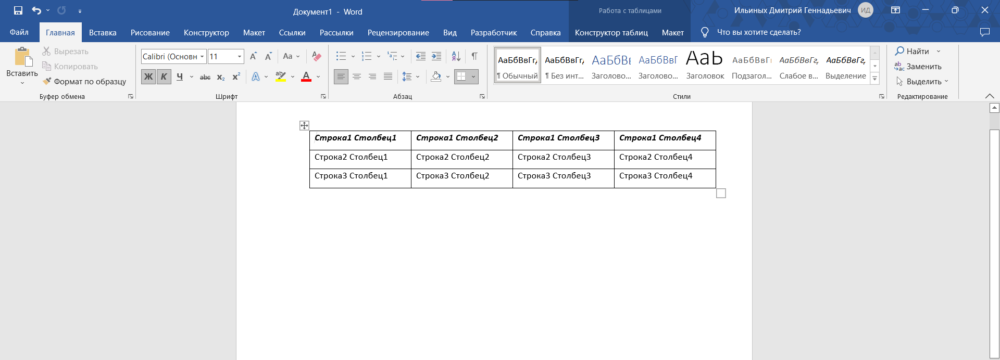 Документ1 - Word
Работа с таблицами
Ильиных Дмитрий Геннадьевич
ИД
Файл Главная Вставка Рисование Конструктор Макет Ссылки Рассылки Рецензирование Вид Разработчик Справка Конструктор таблиц Макет Что вы хотите сделать?
Вставить
Вырезать
Копировать
Формат по образцу
Буфер обмена
Calibri (Основн 11
Aa
Ж К Ч abc x₂ x² A ab A
Шрифт
Абзац
АаБбВвГг, АаБбВвГг, АаБбВı АаБбВвГ АаЬ АаБбВвГı АаБбВвГг, АаБбВвГг,
¶ Обычный ¶ Без инт... Заголово... Заголово... Заголовок Подзагол... Слабое в... Выделение
Стили
Найти
Заменить
Выделить
Редактирование
Строка1 Столбец1 Строка1 Столбец2 Строка1 Столбец3 Строка1 Столбец4
Строка2 Столбец1 Строка2 Столбец2 Строка2 Столбец3 Строка2 Столбец4
Строка3 Столбец1 Строка3 Столбец2 Строка3 Столбец3 Строка3 Столбец4